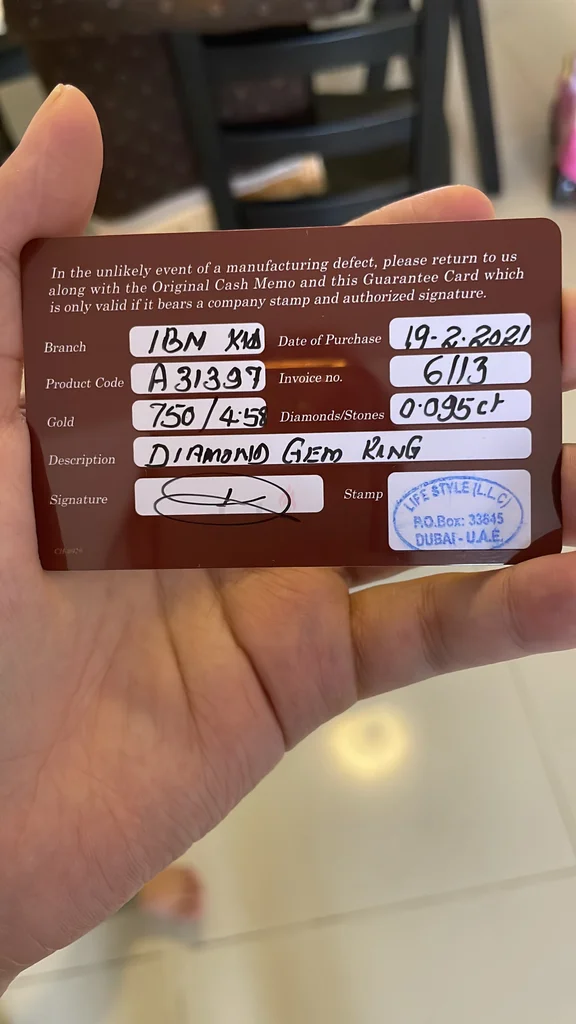 In the unlikely event of a manufacturing defect, please return to us
along with the Original Cash Memo and this Guarantee Card which
is only valid if it bears a company stamp and authorized signature.
Branch IBN Date of Purchase 19-2-2021
Product Code A31397 Invoice no. 6113
Gold 750/4.58 Diamonds/Stones 0.095ct
Description DIAMOND GEM RING
Signature Stamp LIFE STYLE (L.L.C)
P.O.Box: 33645
DUBAI - U.A.E.